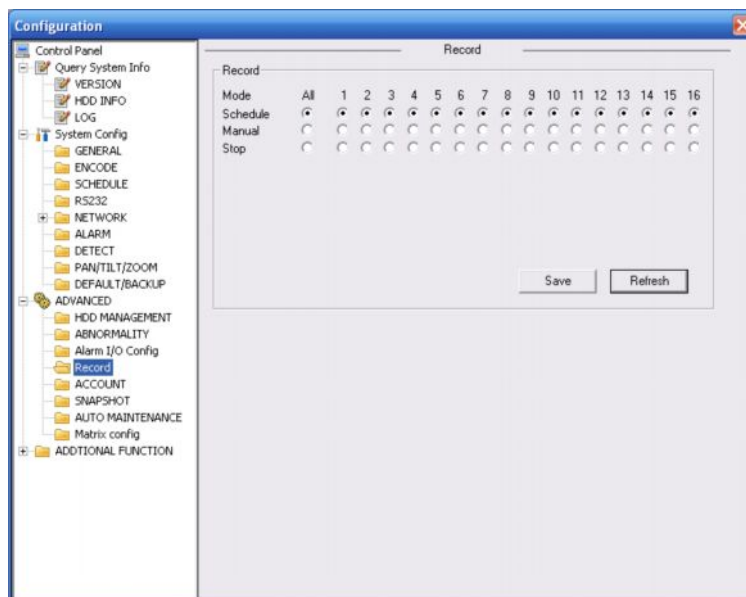 Configuration
Control Panel
Query System Info
VERSION
HDD INFO
LOG
System Config
GENERAL
ENCODE
SCHEDULE
RS232
NETWORK
ALARM
DETECT
PAN/TILT/ZOOM
DEFAULT/BACKUP
ADVANCED
HDD MANAGEMENT
ABNORMALITY
Alarm I/O Config
Record
ACCOUNT
SNAPSHOT
AUTO MAINTENANCE
Matrix config
ADDTIONAL FUNCTION
Record
Record
Mode All 1 2 3 4 5 6 7 8 9 10 11 12 13 14 15 16
Schedule
Manual
Stop
Save Refresh